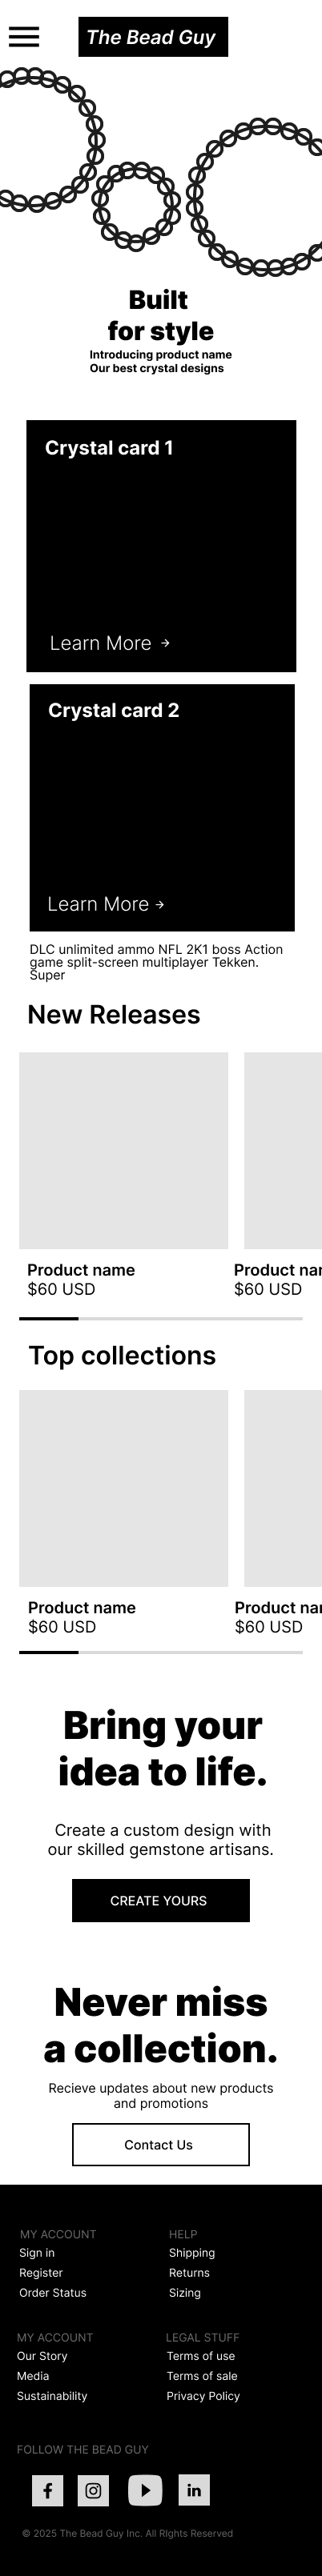 The Bead Guy
Built
for style
Introducing product name
Our best crystal designs
Crystal card 1
Learn More →
Crystal card 2
Learn More →
DLC unlimited ammo NFL 2K1 boss Action
game split-screen multiplayer Tekken.
Super
New Releases
Product name
$60 USD
Product nar
$60 USD
Top collections
Product name
$60 USD
Product nar
$60 USD
Bring your
idea to life.
Create a custom design with
our skilled gemstone artisans.
CREATE YOURS
Never miss
a collection.
Recieve updates about new products
and promotions
Contact Us
MY ACCOUNT
Sign in
Register
Order Status
HELP
Shipping
Returns
Sizing
MY ACCOUNT
Our Story
Media
Sustainability
LEGAL STUFF
Terms of use
Terms of sale
Privacy Policy
FOLLOW THE BEAD GUY
f
in
© 2025 The Bead Guy Inc. All RIghts Reserved